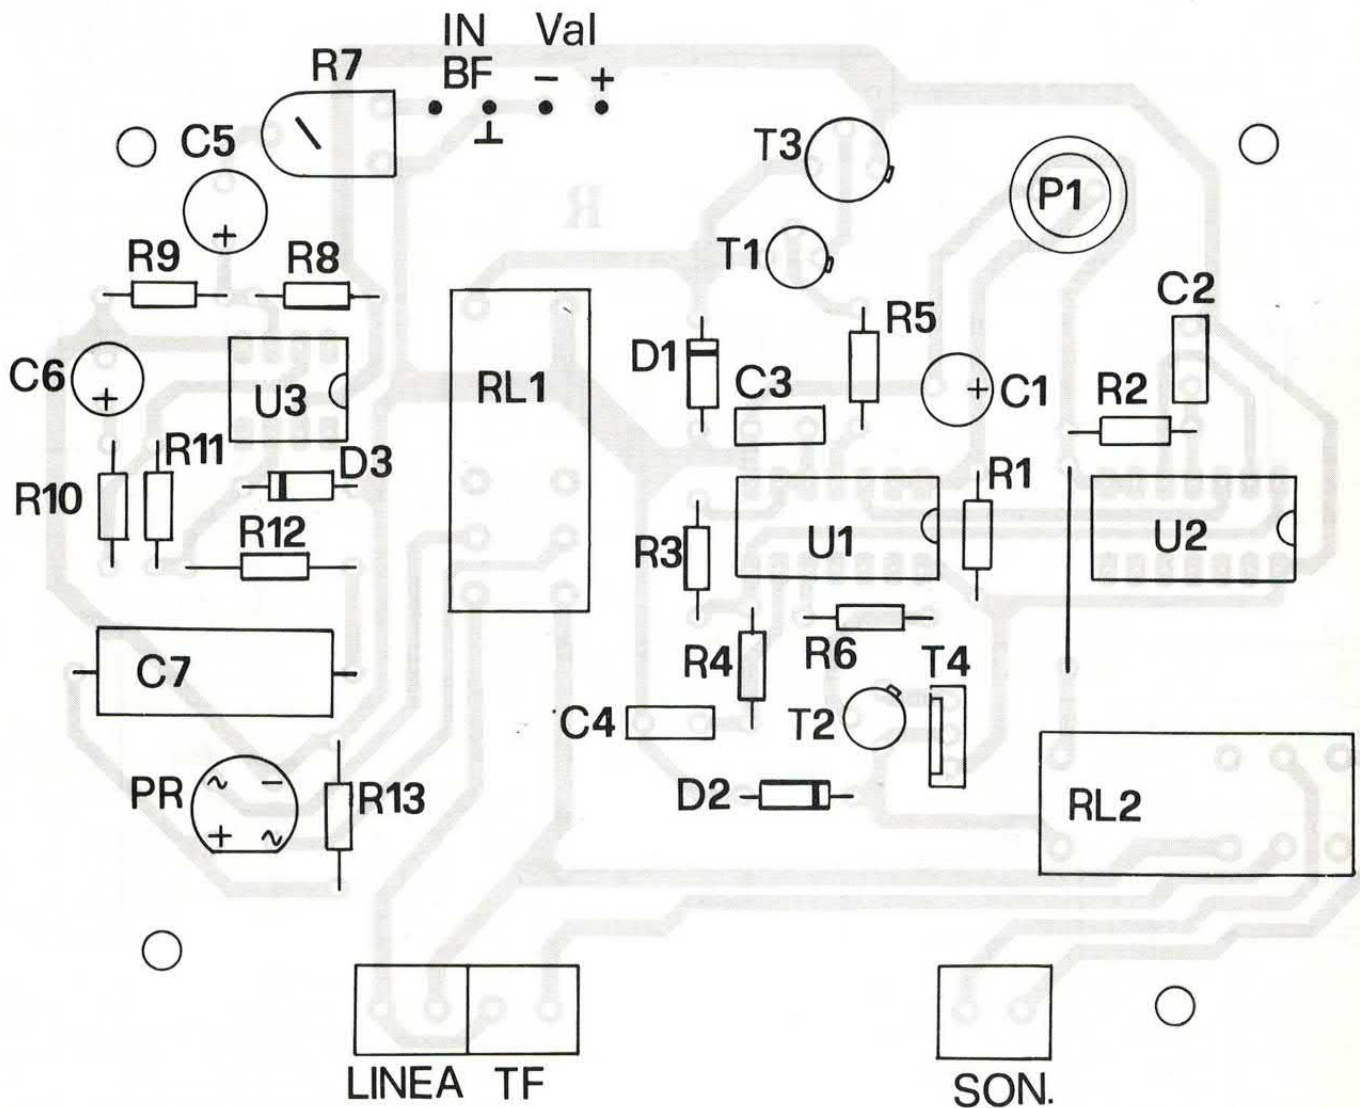 IN Val
R7 BF - +
C5 ⊥ T3
P1
+ T1
R9 R8
C2
R5
D1
C6 RL1 C3 + C1 R2
+ U3
R11
D3 R1
R10
R12 R3 U1 U2
C7 R4 R6 T4
C4 T2
PR ~ - R13 D2 RL2
+ ~
LINEA TF SON.